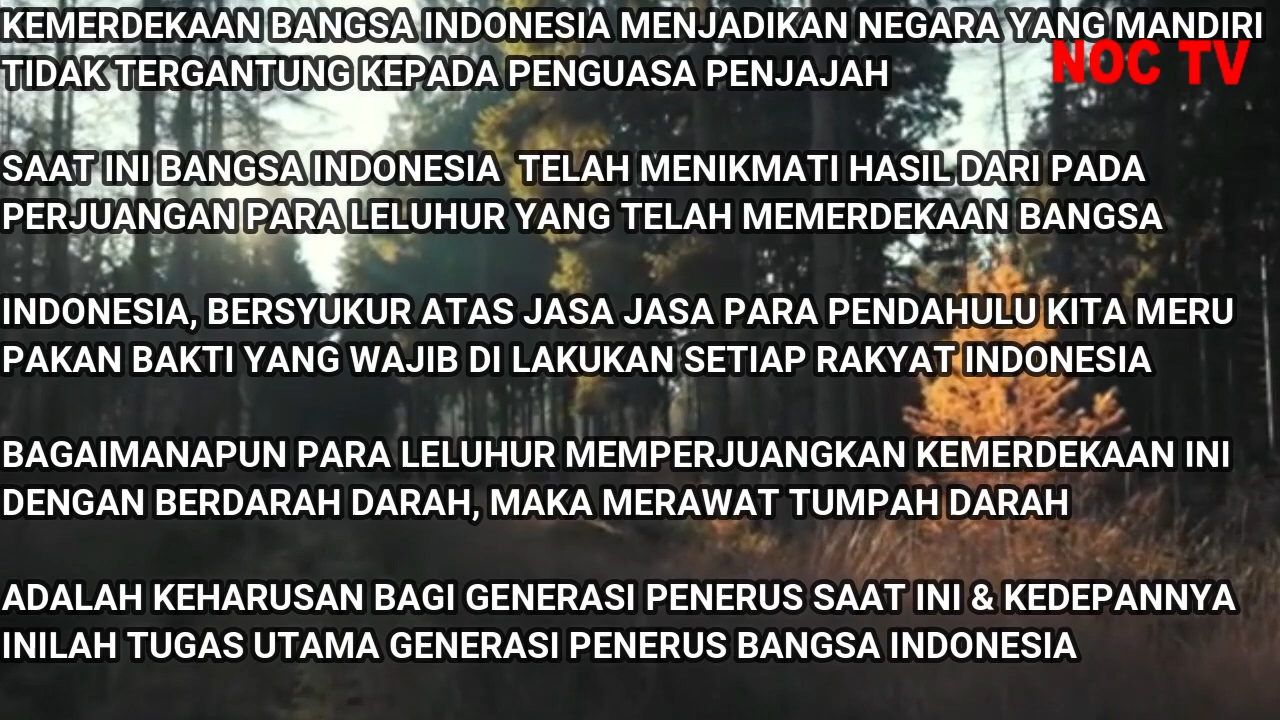 KEMERDEKAAN BANGSA INDONESIA MENJADIKAN NEGARA YANG MANDIRI
NOC TV
TIDAK TERGANTUNG KEPADA PENGUASA PENJAJAH
SAAT INI BANGSA INDONESIA TELAH MENIKMATI HASIL DARI PADA
PERJUANGAN PARA LELUHUR YANG TELAH MEMERDEKAAN BANGSA
INDONESIA, BERSYUKUR ATAS JASA JASA PARA PENDAHULU KITA MERU
PAKAN BAKTI YANG WAJIB DI LAKUKAN SETIAP RAKYAT INDONESIA
BAGAIMANAPUN PARA LELUHUR MEMPERJUANGKAN KEMERDEKAAN INI
DENGAN BERDARAH DARAH, MAKA MERAWAT TUMPAH DARAH
ADALAH KEHARUSAN BAGI GENERASI PENERUS SAAT INI & KEDEPANNYA
INILAH TUGAS UTAMA GENERASI PENERUS BANGSA INDONESIA